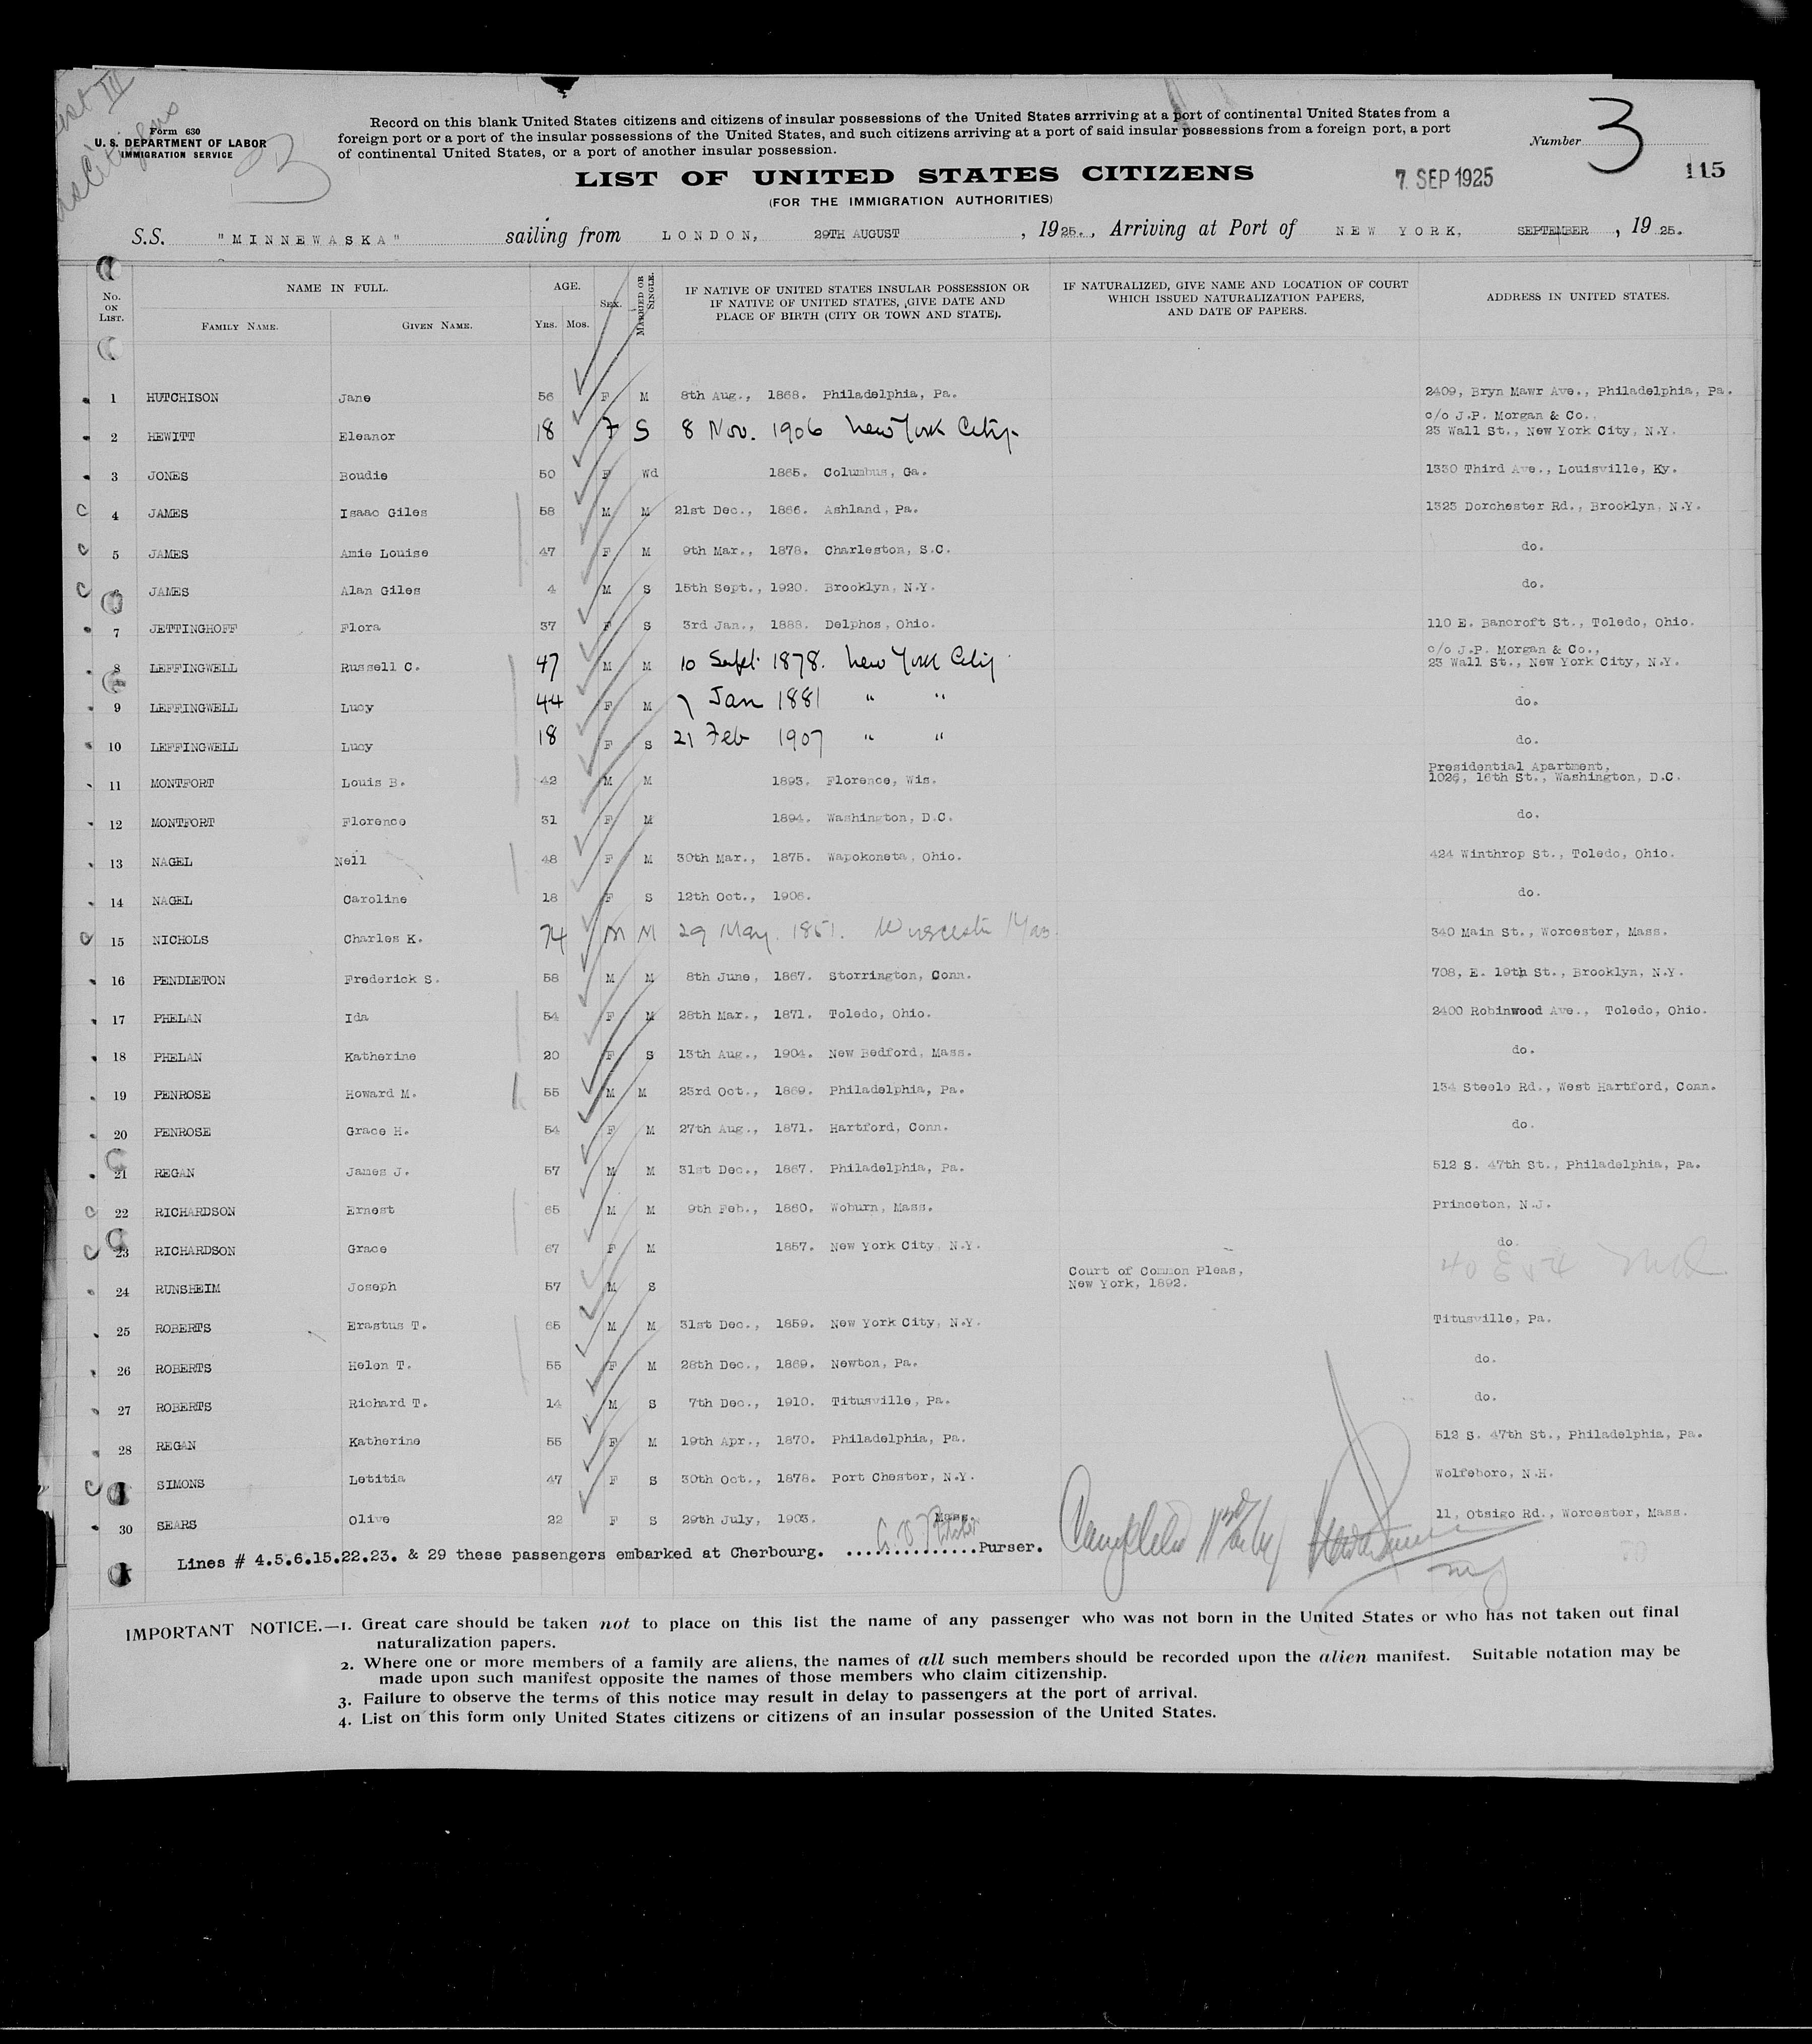 List III
Form 630
U. S. DEPARTMENT OF LABOR
IMMIGRATION SERVICE
Record on this blank United States citizens and citizens of insular possessions of the United States arriving at a port of continental United States from a
foreign port or a port of the insular possessions of the United States, and such citizens arriving at a port of said insular possessions from a foreign port, a port
of continental United States, or a port of another insular possession.
Number 3
LIST OF UNITED STATES CITIZENS
7 SEP 1925
115
(FOR THE IMMIGRATION AUTHORITIES)
S.S. "MINNEWASKA" sailing from LONDON, 29TH AUGUST, 1925., Arriving at Port of NEW YORK, SEPTEMBER, 1925.
No. ON LIST. NAME IN FULL. FAMILY NAME. GIVEN NAME. AGE. YRS. MOS. SEX. MARRIED OR SINGLE. IF NATIVE OF UNITED STATES INSULAR POSSESSION OR IF NATIVE OF UNITED STATES, GIVE DATE AND PLACE OF BIRTH (CITY OR TOWN AND STATE). IF NATURALIZED, GIVE NAME AND LOCATION OF COURT WHICH ISSUED NATURALIZATION PAPERS, AND DATE OF PAPERS. ADDRESS IN UNITED STATES.
1 HUTCHISON Jane 56 F M 8th Aug., 1868. Philadelphia, Pa. 2409, Bryn Mawr Ave., Philadelphia, Pa.
2 HEWITT Eleanor 18 F S 8 Nov. 1906 New York City c/o J.P. Morgan & Co., 23 Wall St., New York City, N.Y.
3 JONES Boudie 50 F Wd 1865. Columbus, Ga. 1330 Third Ave., Louisville, Ky.
C 4 JAMES Isaac Giles 58 M M 21st Dec., 1866. Ashland, Pa. 1323 Dorchester Rd., Brooklyn, N.Y.
C 5 JAMES Amie Louise 47 F M 9th Mar., 1878. Charleston, S.C. do.
C 6 JAMES Alan Giles 4 M S 15th Sept., 1920. Brooklyn, N.Y. do.
7 JETTINGHOFF Flora 37 F S 3rd Jan., 1888. Delphos, Ohio. 110 E. Bancroft St., Toledo, Ohio.
8 LEFFINGWELL Russell C. 47 M M 10 Sept. 1878. New York City c/o J.P. Morgan & Co., 23 Wall St., New York City, N.Y.
9 LEFFINGWELL Lucy 44 F M 7 Jan 1881 " " do.
10 LEFFINGWELL Lucy 18 F S 21 Feb 1907 " " do.
11 MONTFORT Louis B. 42 M M 1893. Florence, Wis. Presidential Apartment, 1026, 16th St., Washington, D.C.
12 MONTFORT Florence 31 F M 1894. Washington, D.C. do.
13 NAGEL Nell 48 F M 30th Mar., 1875. Wapokoneta, Ohio. 424 Winthrop St., Toledo, Ohio.
14 NAGEL Caroline 18 F S 12th Oct., 1906. do.
C 15 NICHOLS Charles K. 74 M M 29 May. 1851. Worcester Mass 340 Main St., Worcester, Mass.
16 PENDLETON Frederick S. 58 M M 8th June, 1867. Storrington, Conn. 708, E. 19th St., Brooklyn, N.Y.
17 PHELAN Ida 54 F M 28th Mar., 1871. Toledo, Ohio. 2400 Robinwood Ave., Toledo, Ohio.
18 PHELAN Katherine 20 F S 13th Aug., 1904. New Bedford, Mass. do.
19 PENROSE Howard M. 55 M M 23rd Oct., 1869. Philadelphia, Pa. 134 Steele Rd., West Hartford, Conn.
20 PENROSE Grace H. 54 F M 27th Aug., 1871. Hartford, Conn. do.
21 REGAN James J. 57 M M 31st Dec., 1867. Philadelphia, Pa. 512 S. 47th St., Philadelphia, Pa.
C 22 RICHARDSON Ernest 65 M M 9th Feb., 1860. Woburn, Mass. Princeton, N.J.
C 23 RICHARDSON Grace 67 F M 1857. New York City, N.Y. do.
24 RUNSHEIM Joseph 57 M S Court of Common Pleas, New York, 1892. 40 E 54
25 ROBERTS Erastus T. 65 M M 31st Dec., 1859. New York City, N.Y. Titusville, Pa.
26 ROBERTS Helen T. 55 F M 28th Dec., 1869. Newton, Pa. do.
27 ROBERTS Richard T. 14 M S 7th Dec., 1910. Titusville, Pa. do.
28 REGAN Katherine 55 F M 19th Apr., 1870. Philadelphia, Pa. 512 S. 47th St., Philadelphia, Pa.
C SIMONS Letitia 47 F S 30th Oct., 1878. Port Chester, N.Y. Wolfeboro, N.H.
30 SEARS Olive 22 F S 29th July, 1903. Mass. 11, Otsigo Rd., Worcester, Mass.
Lines # 4.5.6.15.22.23. & 29 these passengers embarked at Cherbourg. ..............Purser.
IMPORTANT NOTICE.—1. Great care should be taken not to place on this list the name of any passenger who was not born in the United States or who has not taken out final
naturalization papers.
2. Where one or more members of a family are aliens, the names of all such members should be recorded upon the alien manifest. Suitable notation may be
made upon such manifest opposite the names of those members who claim citizenship.
3. Failure to observe the terms of this notice may result in delay to passengers at the port of arrival.
4. List on this form only United States citizens or citizens of an insular possession of the United States.